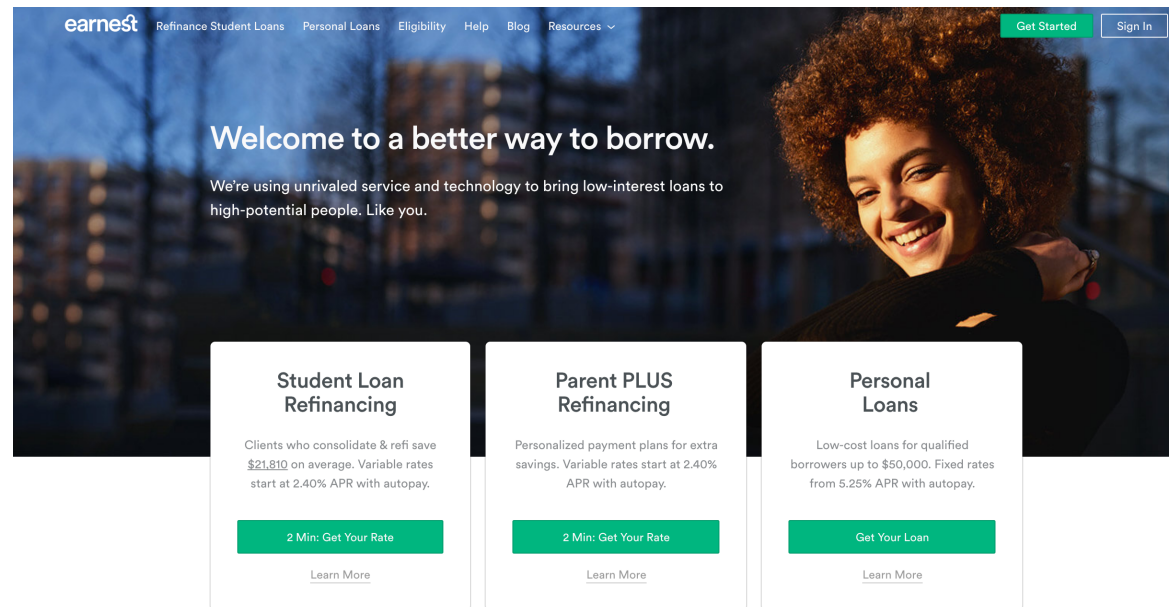 earnest Refinance Student Loans Personal Loans Eligibility Help Blog Resources Get Started Sign In
Welcome to a better way to borrow.
We’re using unrivaled service and technology to bring low-interest loans to
high-potential people. Like you.
Student Loan
Refinancing
Clients who consolidate & refi save
$21,810 on average. Variable rates
start at 2.40% APR with autopay.
2 Min: Get Your Rate
Learn More
Parent PLUS
Refinancing
Personalized payment plans for extra
savings. Variable rates start at 2.40%
APR with autopay.
2 Min: Get Your Rate
Learn More
Personal
Loans
Low-cost loans for qualified
borrowers up to $50,000. Fixed rates
from 5.25% APR with autopay.
Get Your Loan
Learn More